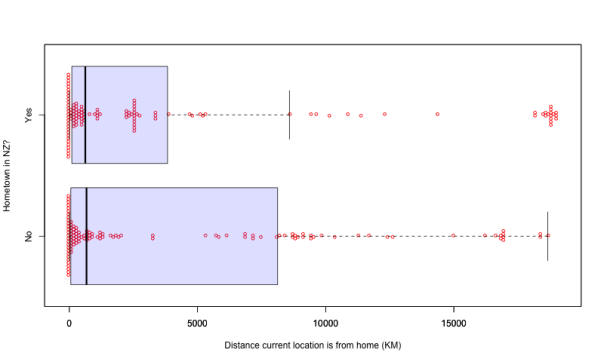 Hometown in NZ?
Yes
No
0 5000 10000 15000
Distance current location is from home (KM)